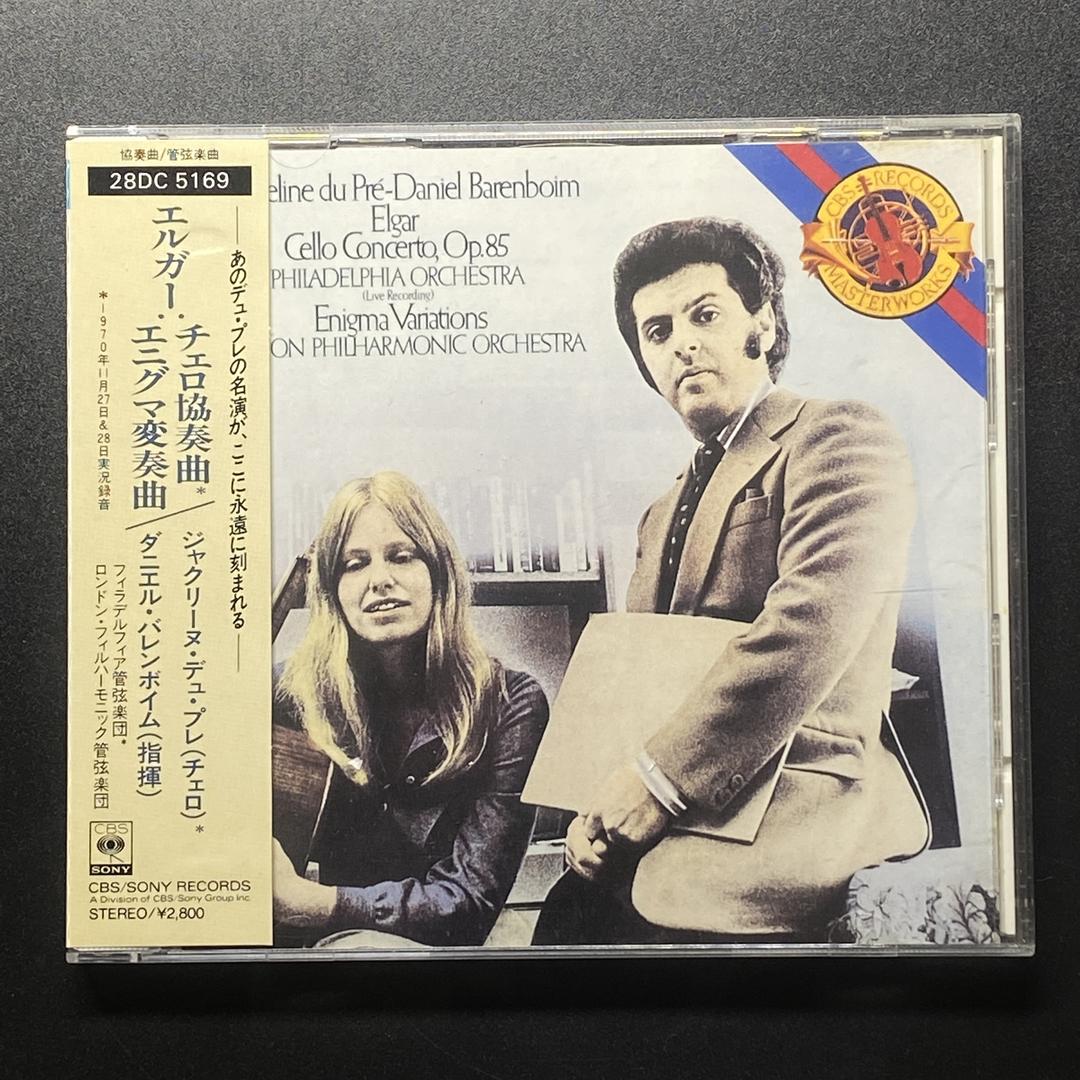 協奏曲/管弦楽曲
28DC 5169
——あのデュ・プレの名演が、ここに永遠に刻まれる——
エルガー:チェロ協奏曲*/ジャクリーヌ・デュ・プレ(チェロ)*
エニグマ変奏曲/ダニエル・バレンボイム(指揮)
フィラデルフィア管弦楽団*
ロンドン・フィルハーモニック管弦楽団
*1970年11月27日&28日実況録音
CBS
SONY
CBS/SONY RECORDS
A Division of CBS/Sony Group Inc.
STEREO/¥2,800
eline du Pré-Daniel Barenboim
Elgar
Cello Concerto, Op.85
PHILADELPHIA ORCHESTRA
(Live Recording)
Enigma Variations
ON PHILHARMONIC ORCHESTRA
CBS RECORDS
MASTERWORKS